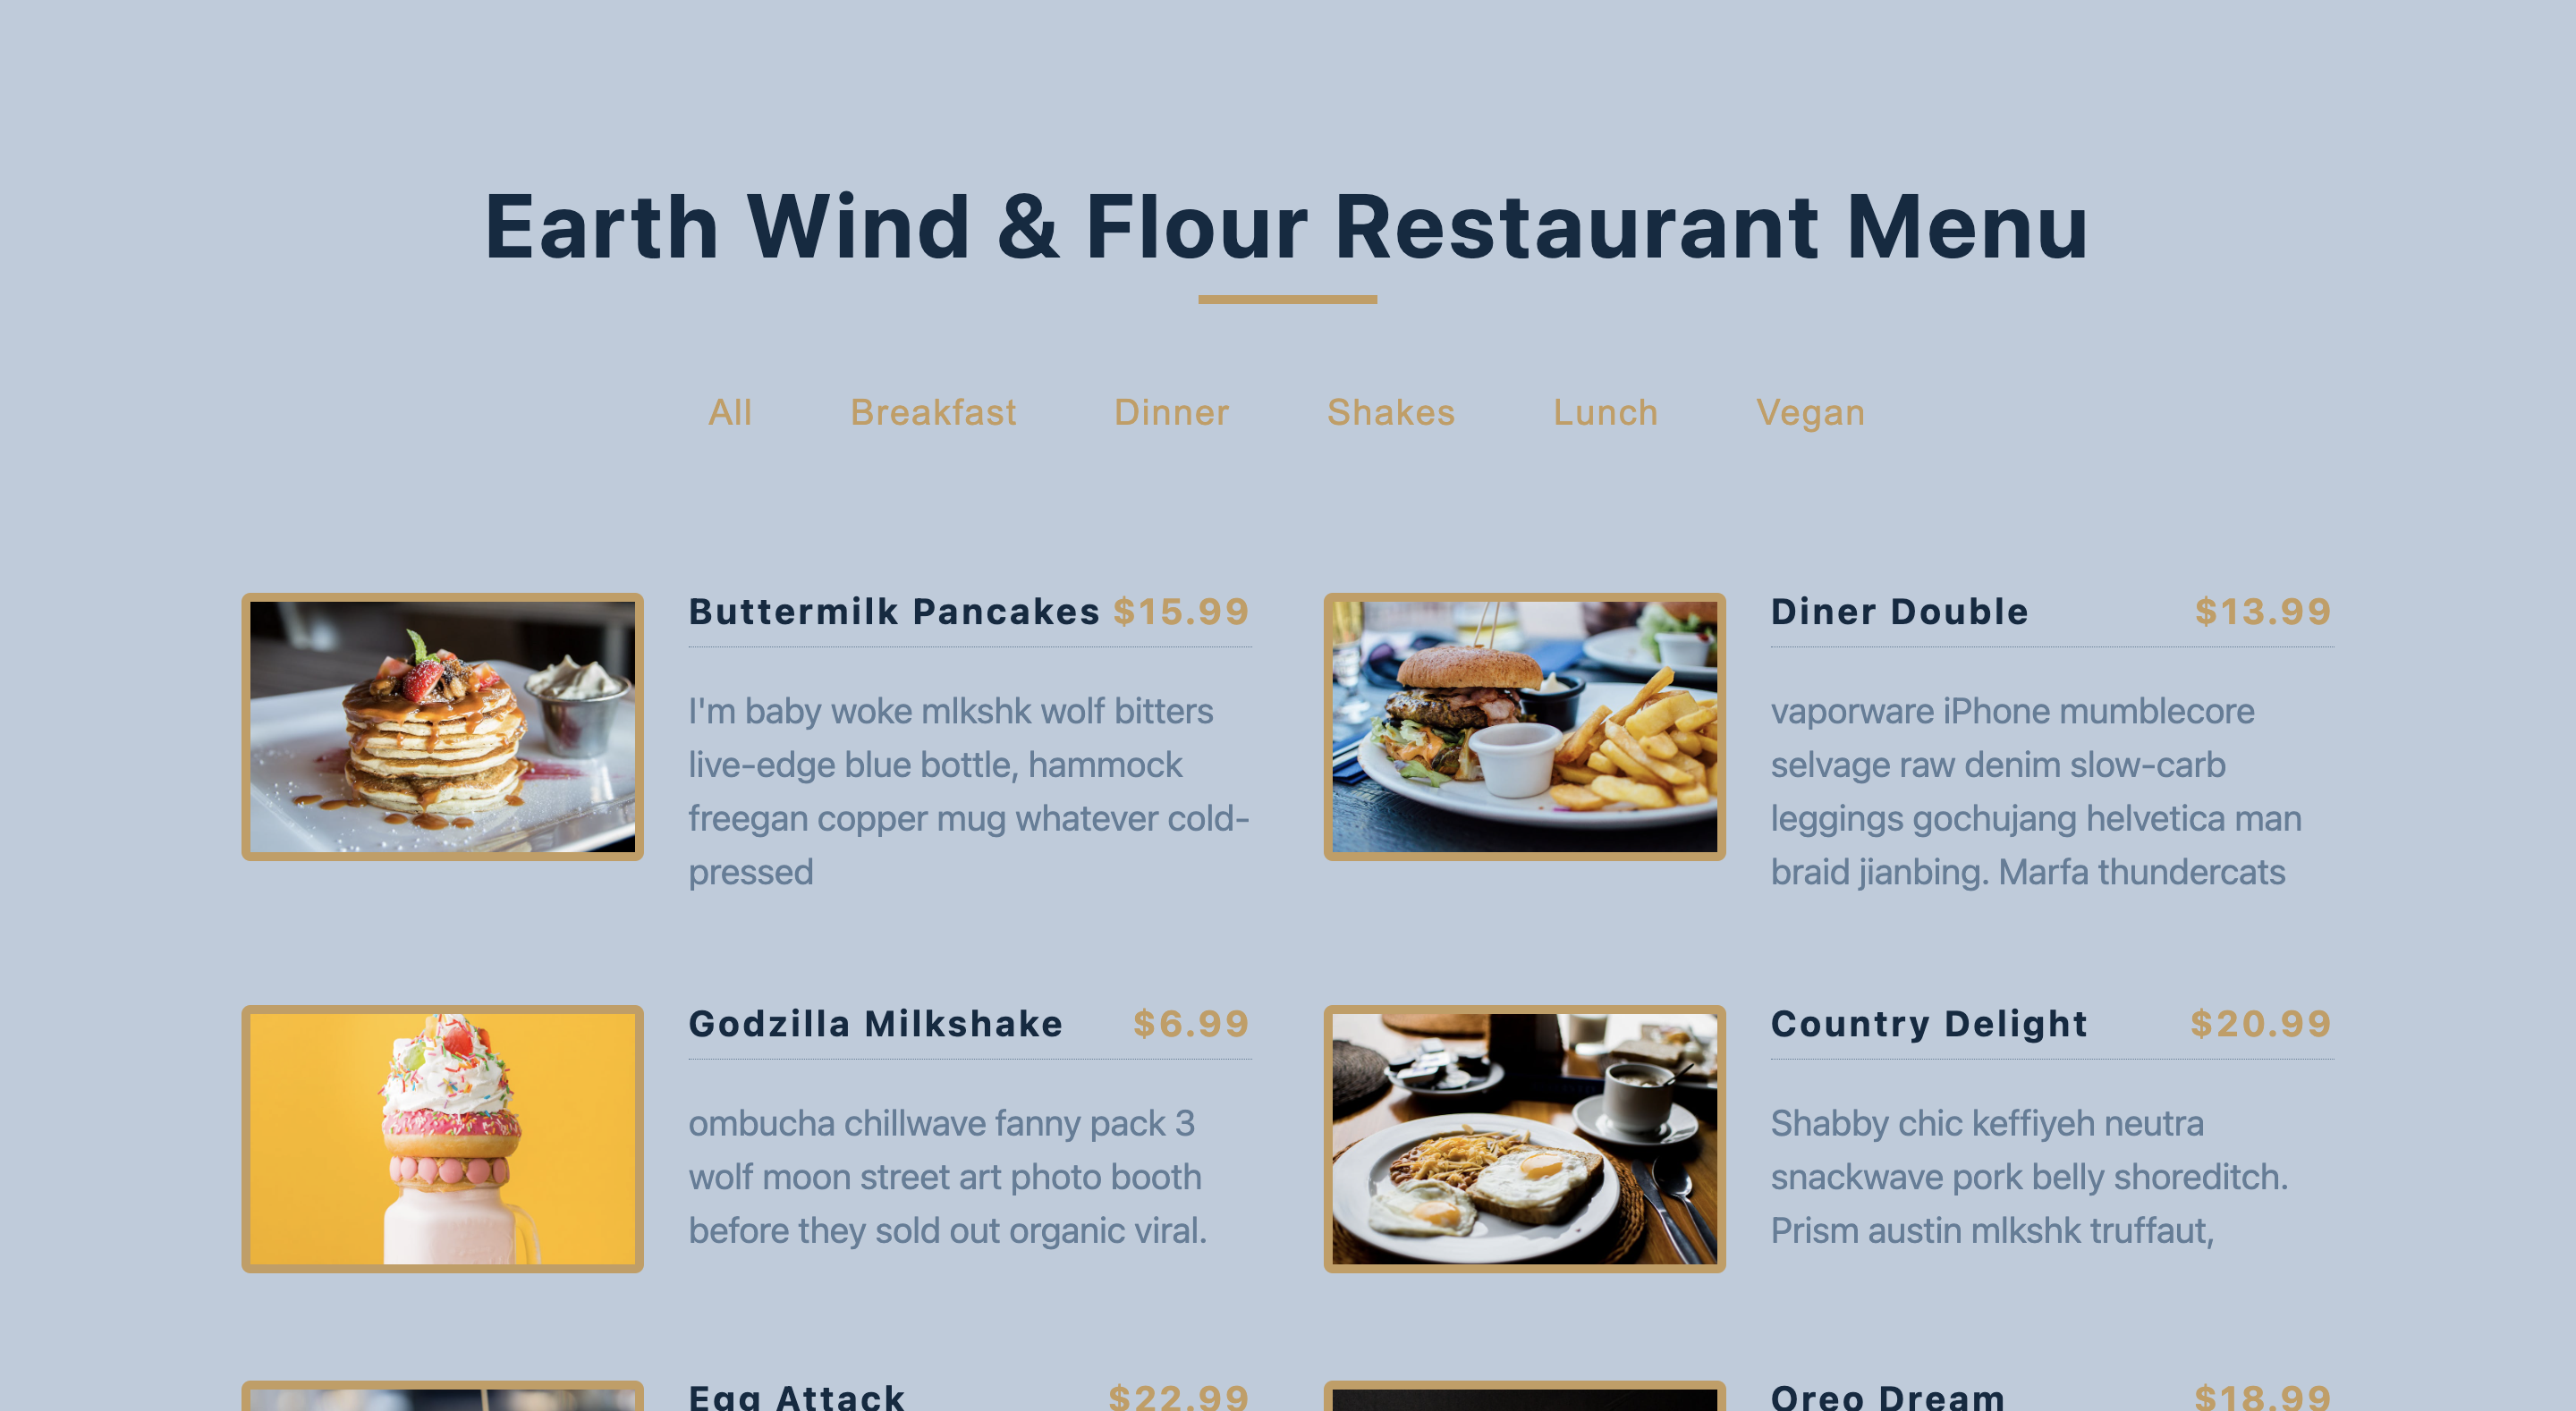 Earth Wind & Flour Restaurant Menu
All Breakfast Dinner Shakes Lunch Vegan
Buttermilk Pancakes $15.99
I'm baby woke mlkshk wolf bitters
live-edge blue bottle, hammock
freegan copper mug whatever cold-
pressed
Diner Double $13.99
vaporware iPhone mumblecore
selvage raw denim slow-carb
leggings gochujang helvetica man
braid jianbing. Marfa thundercats
Godzilla Milkshake $6.99
ombucha chillwave fanny pack 3
wolf moon street art photo booth
before they sold out organic viral.
Country Delight $20.99
Shabby chic keffiyeh neutra
snackwave pork belly shoreditch.
Prism austin mlkshk truffaut,
Egg Attack $22.99
Oreo Dream $18.99